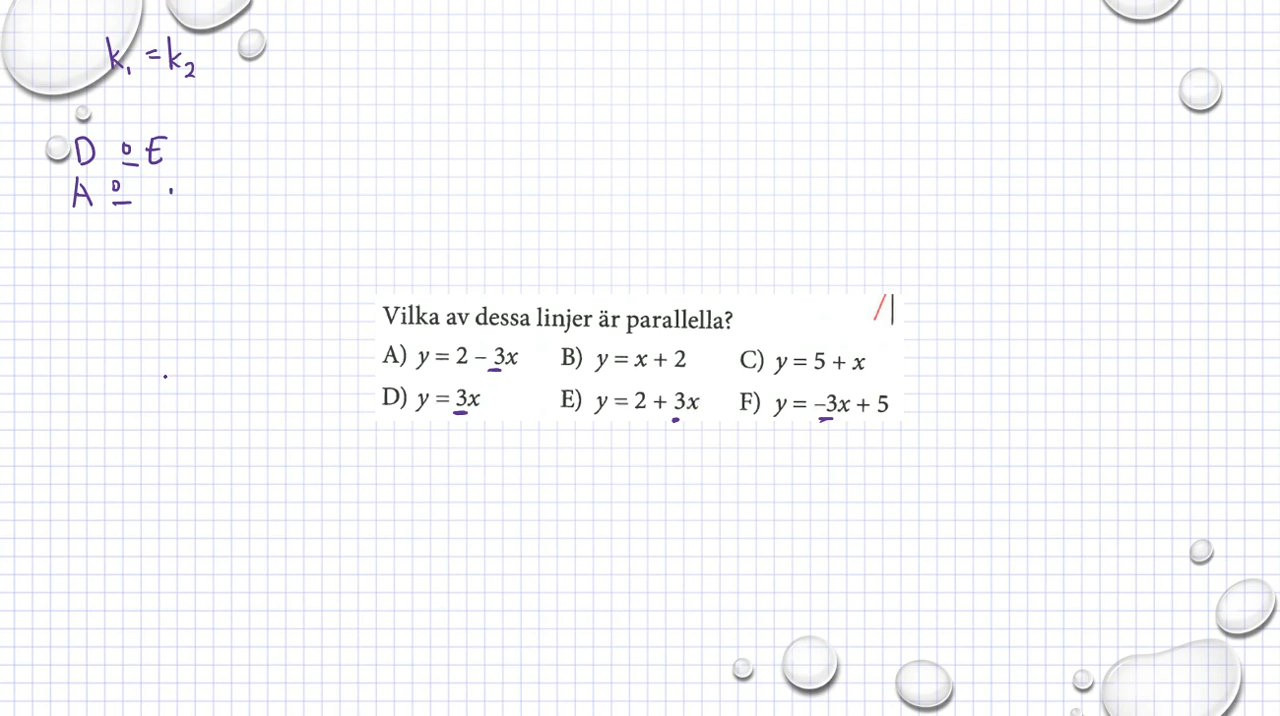 k₁ = k₂
D o E
A o
Vilka av dessa linjer är parallella?
A) y = 2 – 3x B) y = x + 2 C) y = 5 + x
D) y = 3x E) y = 2 + 3x F) y = –3x + 5